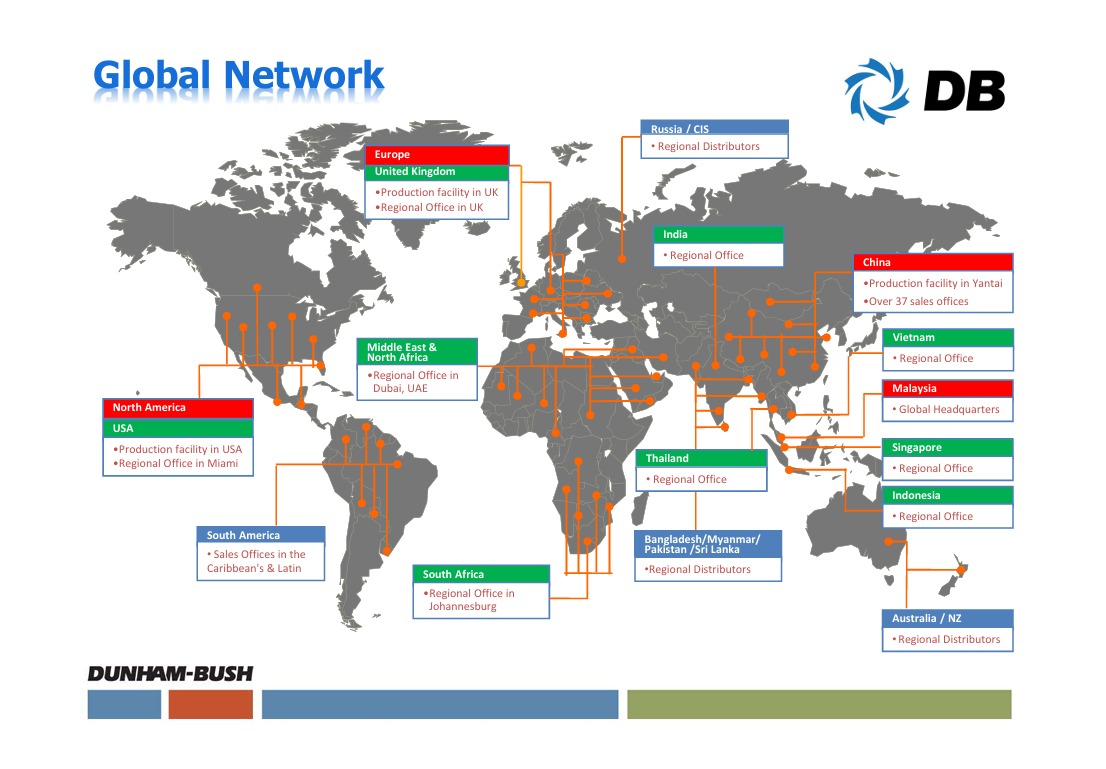 Global Network
DB
Russia / CIS
• Regional Distributors
Europe
United Kingdom
•Production facility in UK
•Regional Office in UK
India
• Regional Office
China
•Production facility in Yantai
•Over 37 sales offices
Vietnam
• Regional Office
Middle East &
North Africa
•Regional Office in
Dubai, UAE
Malaysia
• Global Headquarters
North America
USA
•Production facility in USA
•Regional Office in Miami
Singapore
• Regional Office
Thailand
• Regional Office
Indonesia
• Regional Office
South America
• Sales Offices in the
Caribbean's & Latin
Bangladesh/Myanmar/
Pakistan /Sri Lanka
•Regional Distributors
South Africa
•Regional Office in
Johannesburg
Australia / NZ
• Regional Distributors
DUNHAM-BUSH